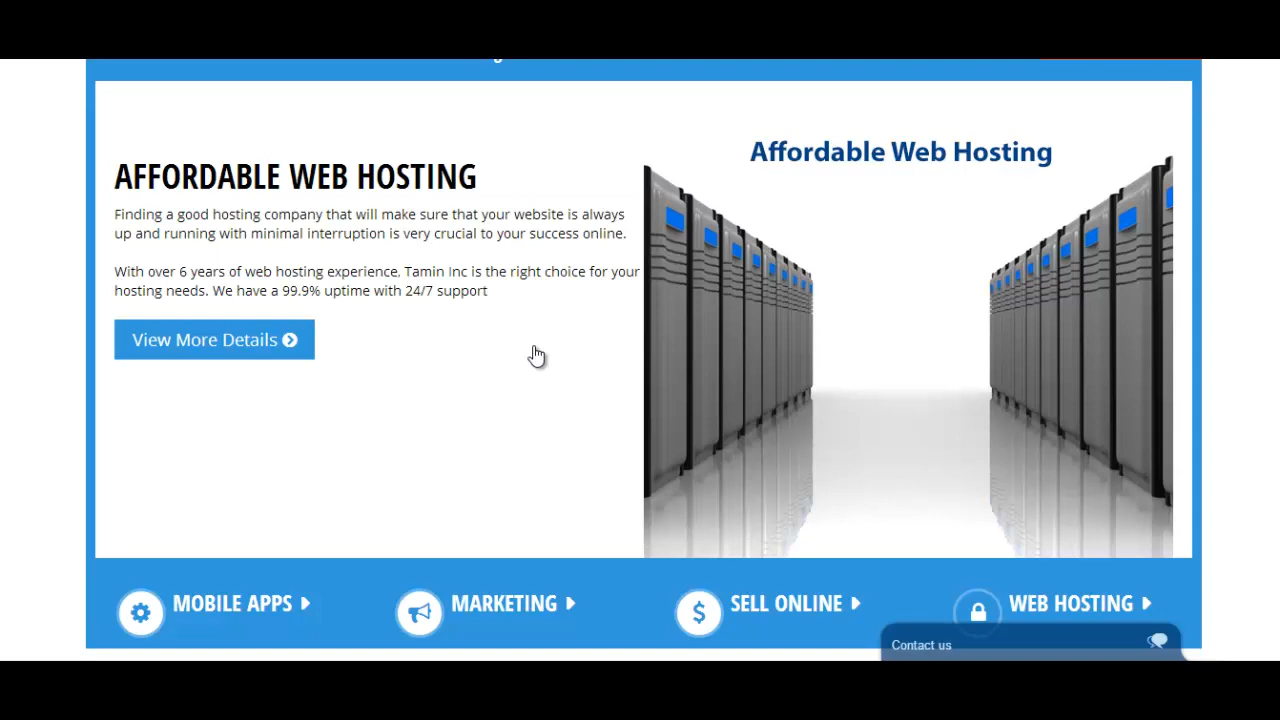 AFFORDABLE WEB HOSTING
Finding a good hosting company that will make sure that your website is always
up and running with minimal interruption is very crucial to your success online.
With over 6 years of web hosting experience, Tamin Inc is the right choice for your
hosting needs. We have a 99.9% uptime with 24/7 support
View More Details
Affordable Web Hosting
MOBILE APPS
MARKETING
SELL ONLINE
WEB HOSTING
Contact us